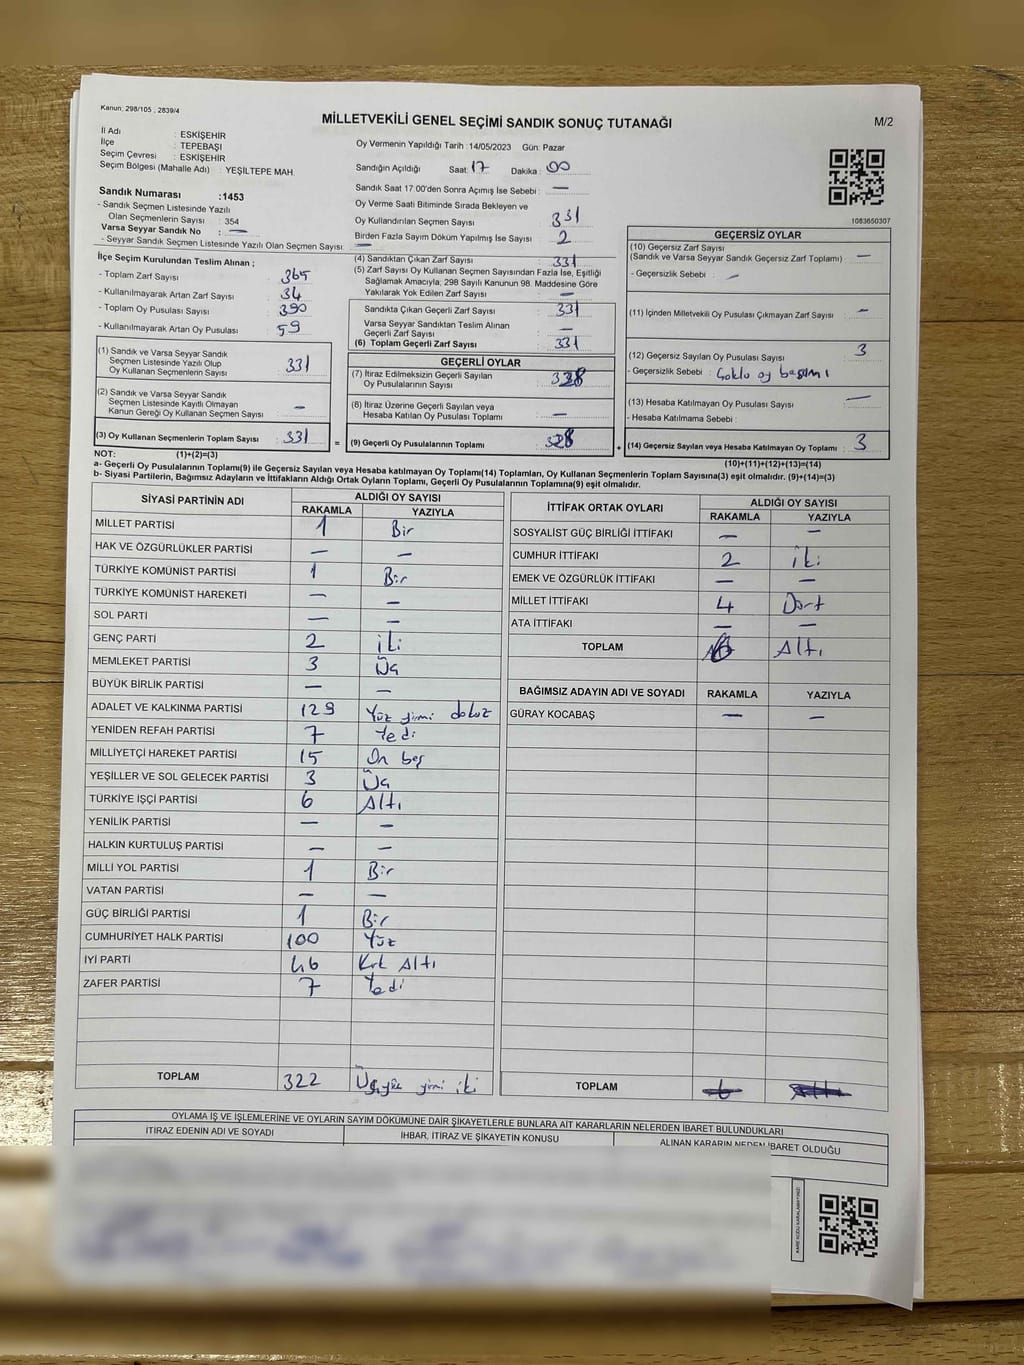 Kanun: 298/105 , 2839/4
MİLLETVEKİLİ GENEL SEÇİMİ SANDIK SONUÇ TUTANAĞI
M/2
İl Adı : ESKİŞEHİR
İlçe : TEPEBAŞI
Seçim Çevresi : ESKİŞEHİR
Seçim Bölgesi (Mahalle Adı) : YEŞİLTEPE MAH.
Sandık Numarası :1453
- Sandık Seçmen Listesinde Yazılı
Olan Seçmenlerin Sayısı : 354
Varsa Seyyar Sandık No : —
- Seyyar Sandık Seçmen Listesinde Yazılı Olan Seçmen Sayısı: —
İlçe Seçim Kurulundan Teslim Alınan ;
- Toplam Zarf Sayısı 365
- Kullanılmayarak Artan Zarf Sayısı 34
- Toplam Oy Pusulası Sayısı 390
- Kullanılmayarak Artan Oy Pusulası 59
(1) Sandık ve Varsa Seyyar Sandık
Seçmen Listesinde Yazılı Olup
Oy Kullanan Seçmenlerin Sayısı 331
(2) Sandık ve Varsa Seyyar Sandık
Seçmen Listesinde Kayıtlı Olmayan
Kanun Gereği Oy Kullanan Seçmen Sayısı —
(3) Oy Kullanan Seçmenlerin Toplam Sayısı 331
Oy Vermenin Yapıldığı Tarih : 14/05/2023 Gün: Pazar
Sandığın Açıldığı Saat: 17 Dakika : 00
Sandık Saat 17.00'den Sonra Açımış İse Sebebi : —
Oy Verme Saati Bitiminde Sırada Bekleyen ve
Oy Kullandırılan Seçmen Sayısı 331
Birden Fazla Sayım Döküm Yapılmış İse Sayısı 2
(4) Sandıktan Çıkan Zarf Sayısı 331
(5) Zarf Sayısı Oy Kullanan Seçmen Sayısından Fazla İse, Eşitliği
Sağlamak Amacıyla, 298 Sayılı Kanunun 98. Maddesine Göre
Yakılarak Yok Edilen Zarf Sayısı —
Sandıkta Çıkan Geçerli Zarf Sayısı 331
Varsa Seyyar Sandıktan Teslim Alınan
Geçerli Zarf Sayısı —
(6) Toplam Geçerli Zarf Sayısı 331
GEÇERLİ OYLAR
(7) İtiraz Edilmeksizin Geçerli Sayılan
Oy Pusulalarının Sayısı 328
(8) İtiraz Üzerine Geçerli Sayılan veya
Hesaba Katılan Oy Pusulası Toplamı —
= (9) Geçerli Oy Pusulalarının Toplamı 328
1083650307
GEÇERSİZ OYLAR
(10) Geçersiz Zarf Sayısı
(Sandık ve Varsa Seyyar Sandık Geçersiz Zarf Toplamı) —
- Geçersizlik Sebebi : —
(11) İçinden Milletvekili Oy Pusulası Çıkmayan Zarf Sayısı —
(12) Geçersiz Sayılan Oy Pusulası Sayısı 3
- Geçersizlik Sebebi : Çoklu oy basımı
(13) Hesaba Katılmayan Oy Pusulası Sayısı —
- Hesaba Katılmama Sebebi :
+ (14) Geçersiz Sayılan veya Hesaba Katılmayan Oy Toplamı 3
NOT: (1)+(2)=(3) (10)+(11)+(12)+(13)=(14)
a- Geçerli Oy Pusulalarının Toplamı(9) ile Geçersiz Sayılan veya Hesaba katılmayan Oy Toplamı(14) Toplamları, Oy Kullanan Seçmenlerin Toplam Sayısına(3) eşit olmalıdır. (9)+(14)=(3)
b- Siyasi Partilerin, Bağımsız Adayların ve İttifakların Aldığı Ortak Oyların Toplamı, Geçerli Oy Pusulalarının Toplamına(9) eşit olmalıdır.
SİYASİ PARTİNİN ADI ALDIĞI OY SAYISI
RAKAMLA YAZIYLA
MİLLET PARTİSİ 1 Bir
HAK VE ÖZGÜRLÜKLER PARTİSİ — —
TÜRKİYE KOMÜNİST PARTİSİ 1 Bir
TÜRKİYE KOMÜNİST HAREKETİ — —
SOL PARTİ — —
GENÇ PARTİ 2 iki
MEMLEKET PARTİSİ 3 Üç
BÜYÜK BİRLİK PARTİSİ — —
ADALET VE KALKINMA PARTİSİ 129 Yüz yirmi dokuz
YENİDEN REFAH PARTİSİ 7 Yedi
MİLLİYETÇİ HAREKET PARTİSİ 15 On beş
YEŞİLLER VE SOL GELECEK PARTİSİ 3 Üç
TÜRKİYE İŞÇİ PARTİSİ 6 Altı
YENİLİK PARTİSİ — —
HALKIN KURTULUŞ PARTİSİ — —
MİLLİ YOL PARTİSİ 1 Bir
VATAN PARTİSİ — —
GÜÇ BİRLİĞİ PARTİSİ 1 Bir
CUMHURİYET HALK PARTİSİ 100 Yüz
İYİ PARTİ 46 Kırk Altı
ZAFER PARTİSİ 7 Yedi
TOPLAM 322 Üçyüz yirmi iki
İTTİFAK ORTAK OYLARI ALDIĞI OY SAYISI
RAKAMLA YAZIYLA
SOSYALİST GÜÇ BİRLİĞİ İTTİFAKI — —
CUMHUR İTTİFAKI 2 iki
EMEK VE ÖZGÜRLÜK İTTİFAKI — —
MİLLET İTTİFAKI 4 Dört
ATA İTTİFAKI — —
TOPLAM 6 Altı
BAĞIMSIZ ADAYIN ADI VE SOYADI RAKAMLA YAZIYLA
GÜRAY KOCABAŞ — —
TOPLAM
OYLAMA İŞ VE İŞLEMLERİNE VE OYLARIN SAYIM DÖKÜMÜNE DAİR ŞİKAYETLERLE BUNLARA AİT KARARLARIN NELERDEN İBARET BULUNDUKLARI
İTİRAZ EDENİN ADI VE SOYADI İHBAR, İTİRAZ VE ŞİKAYETİN KONUSU ALINAN KARARIN NEDEN İBARET OLDUĞU